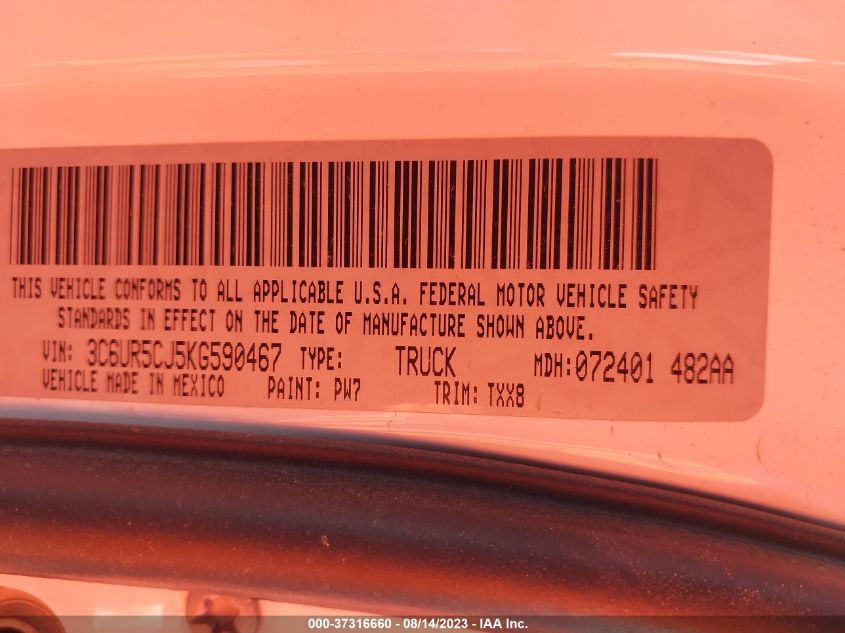 THIS VEHICLE CONFORMS TO ALL APPLICABLE U.S.A. FEDERAL MOTOR VEHICLE SAFETY
STANDARDS IN EFFECT ON THE DATE OF MANUFACTURE SHOWN ABOVE.
VIN: 3C6UR5CJ5KG590467 TYPE: TRUCK MDH:072401 482AA
VEHICLE MADE IN MEXICO PAINT: PW7 TRIM: TXX8
000-37316660 - 08/14/2023 - IAA Inc.